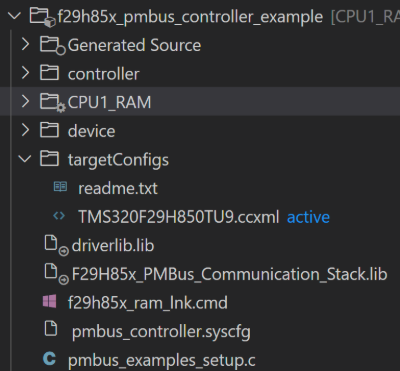 f29h85x_pmbus_controller_example [CPU1_RA
Generated Source
controller
CPU1_RAM
device
targetConfigs
readme.txt
TMS320F29H850TU9.ccxml active
driverlib.lib
F29H85x_PMBus_Communication_Stack.lib
f29h85x_ram_lnk.cmd
pmbus_controller.syscfg
pmbus_examples_setup.c